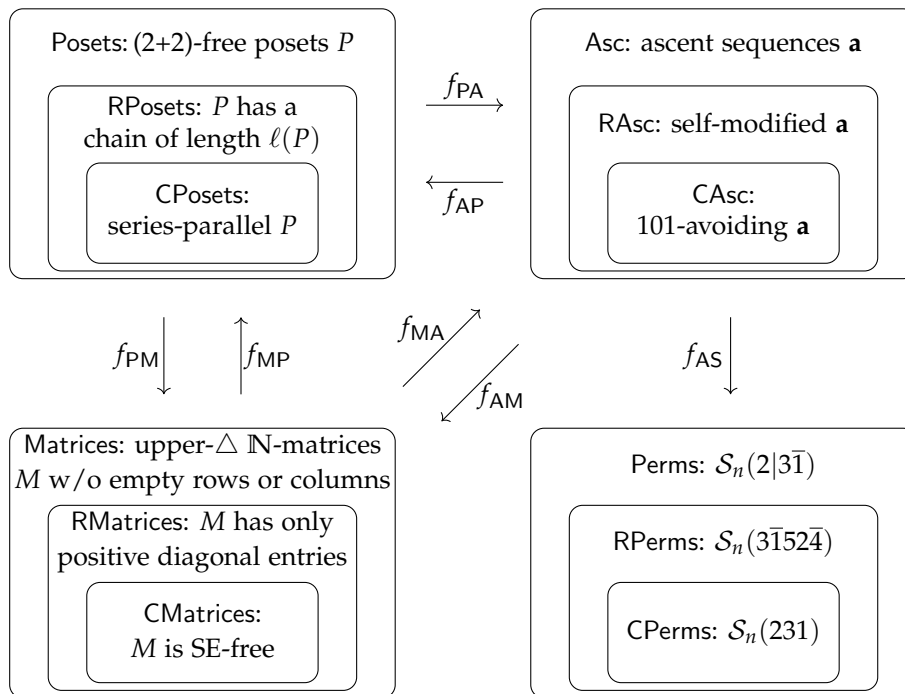 Posets: (2+2)-free posets P
RPosets: P has a
chain of length ℓ(P)
CPosets:
series-parallel P
f_PA
f_AP
Asc: ascent sequences a
RAsc: self-modified a
CAsc:
101-avoiding a
f_PM
f_MP
f_MA
f_AM
f_AS
Matrices: upper-△ ℕ-matrices
M w/o empty rows or columns
RMatrices: M has only
positive diagonal entries
CMatrices:
M is SE-free
Perms: 𝒮_n(2|31̅)
RPerms: 𝒮_n(31̅524̅)
CPerms: 𝒮_n(231)